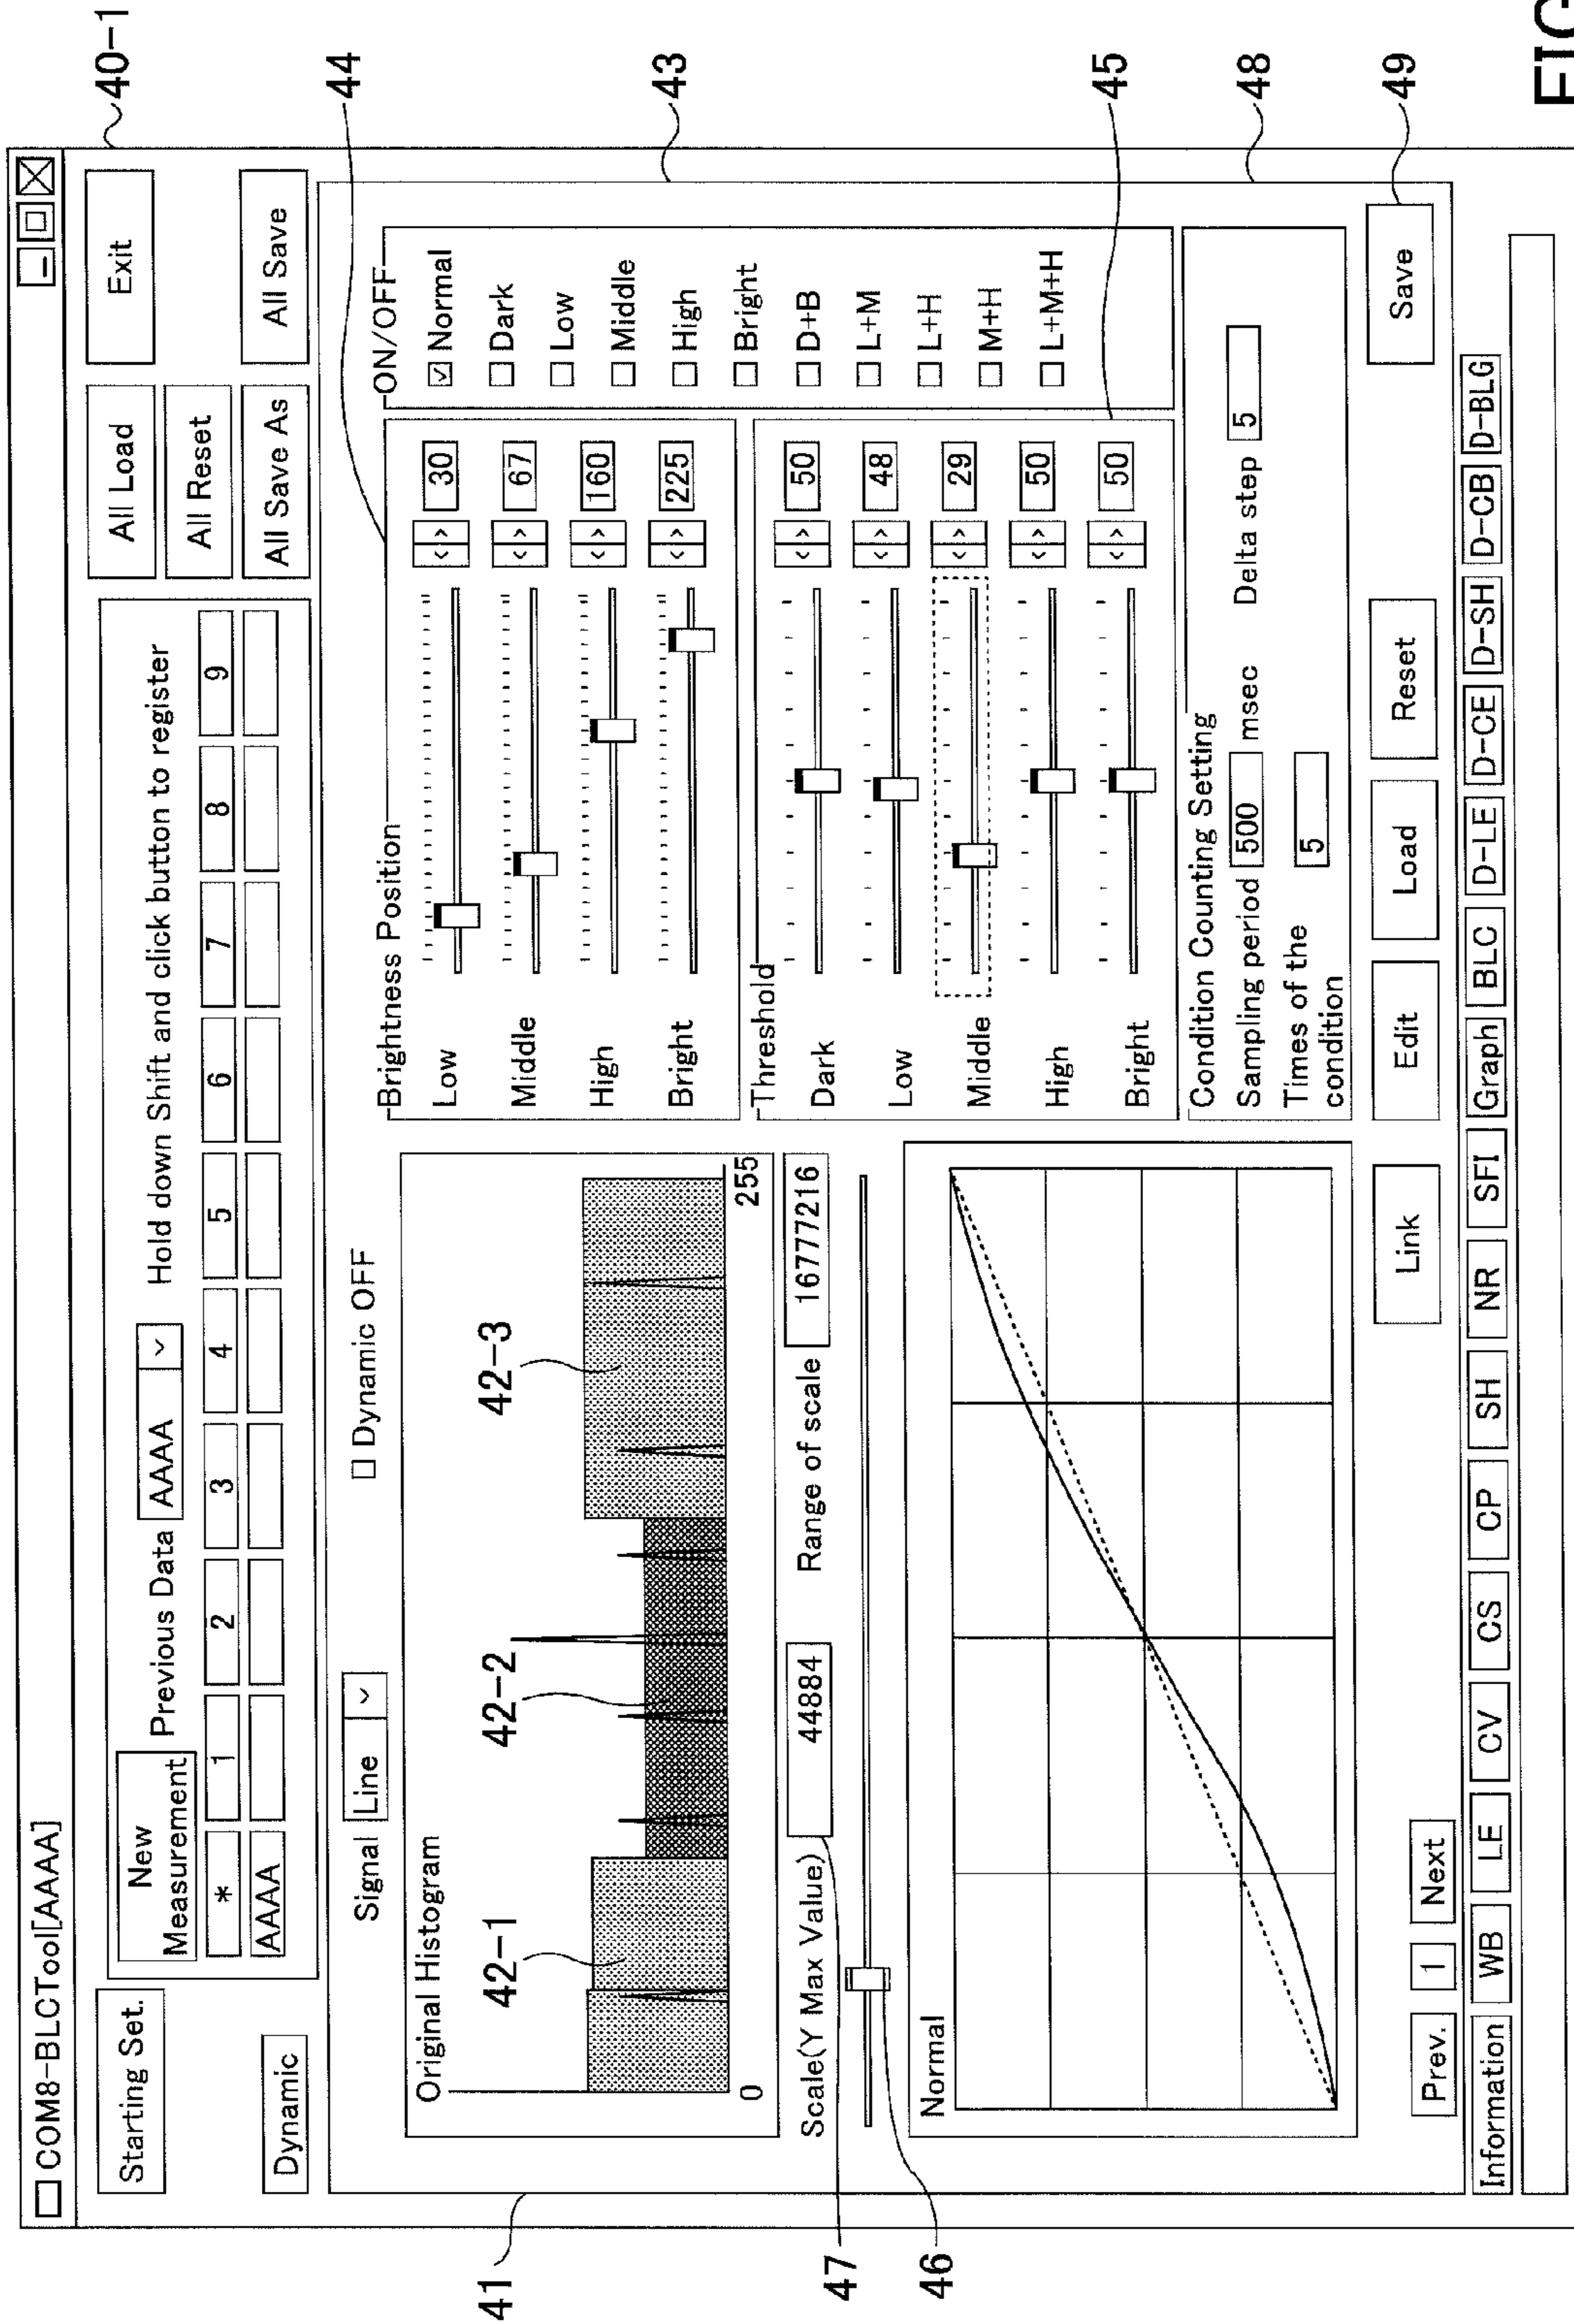 40-1
COM8-BLCTool[AAAA]
Starting Set.
New
Measurement
Previous Data AAAA
Hold down Shift and click button to register
All Load
Exit
* 1 2 3 4 5 6 7 8 9
All Reset
Dynamic
AAAA
All Save As
All Save
44
43
45
48
49
41
47
46
Signal Line
Dynamic OFF
Original Histogram
42-1
42-2
42-3
0
255
Scale(Y Max Value) 44884
Range of scale 16777216
Normal
Brightness Position
Low < > 30
Middle < > 67
High < > 160
Bright < > 225
Threshold
Dark < > 50
Low < > 48
Middle < > 29
High < > 50
Bright < > 50
ON/OFF
Normal
Dark
Low
Middle
High
Bright
D+B
L+M
L+H
M+H
L+M+H
Condition Counting Setting
Sampling period 500 msec
Delta step 5
Times of the
condition
5
Link
Edit
Load
Reset
Save
Prev. 1 Next
Information WB LE CV CS CP SH NR SFI Graph BLC D-LE D-CE D-SH D-CB D-BLG